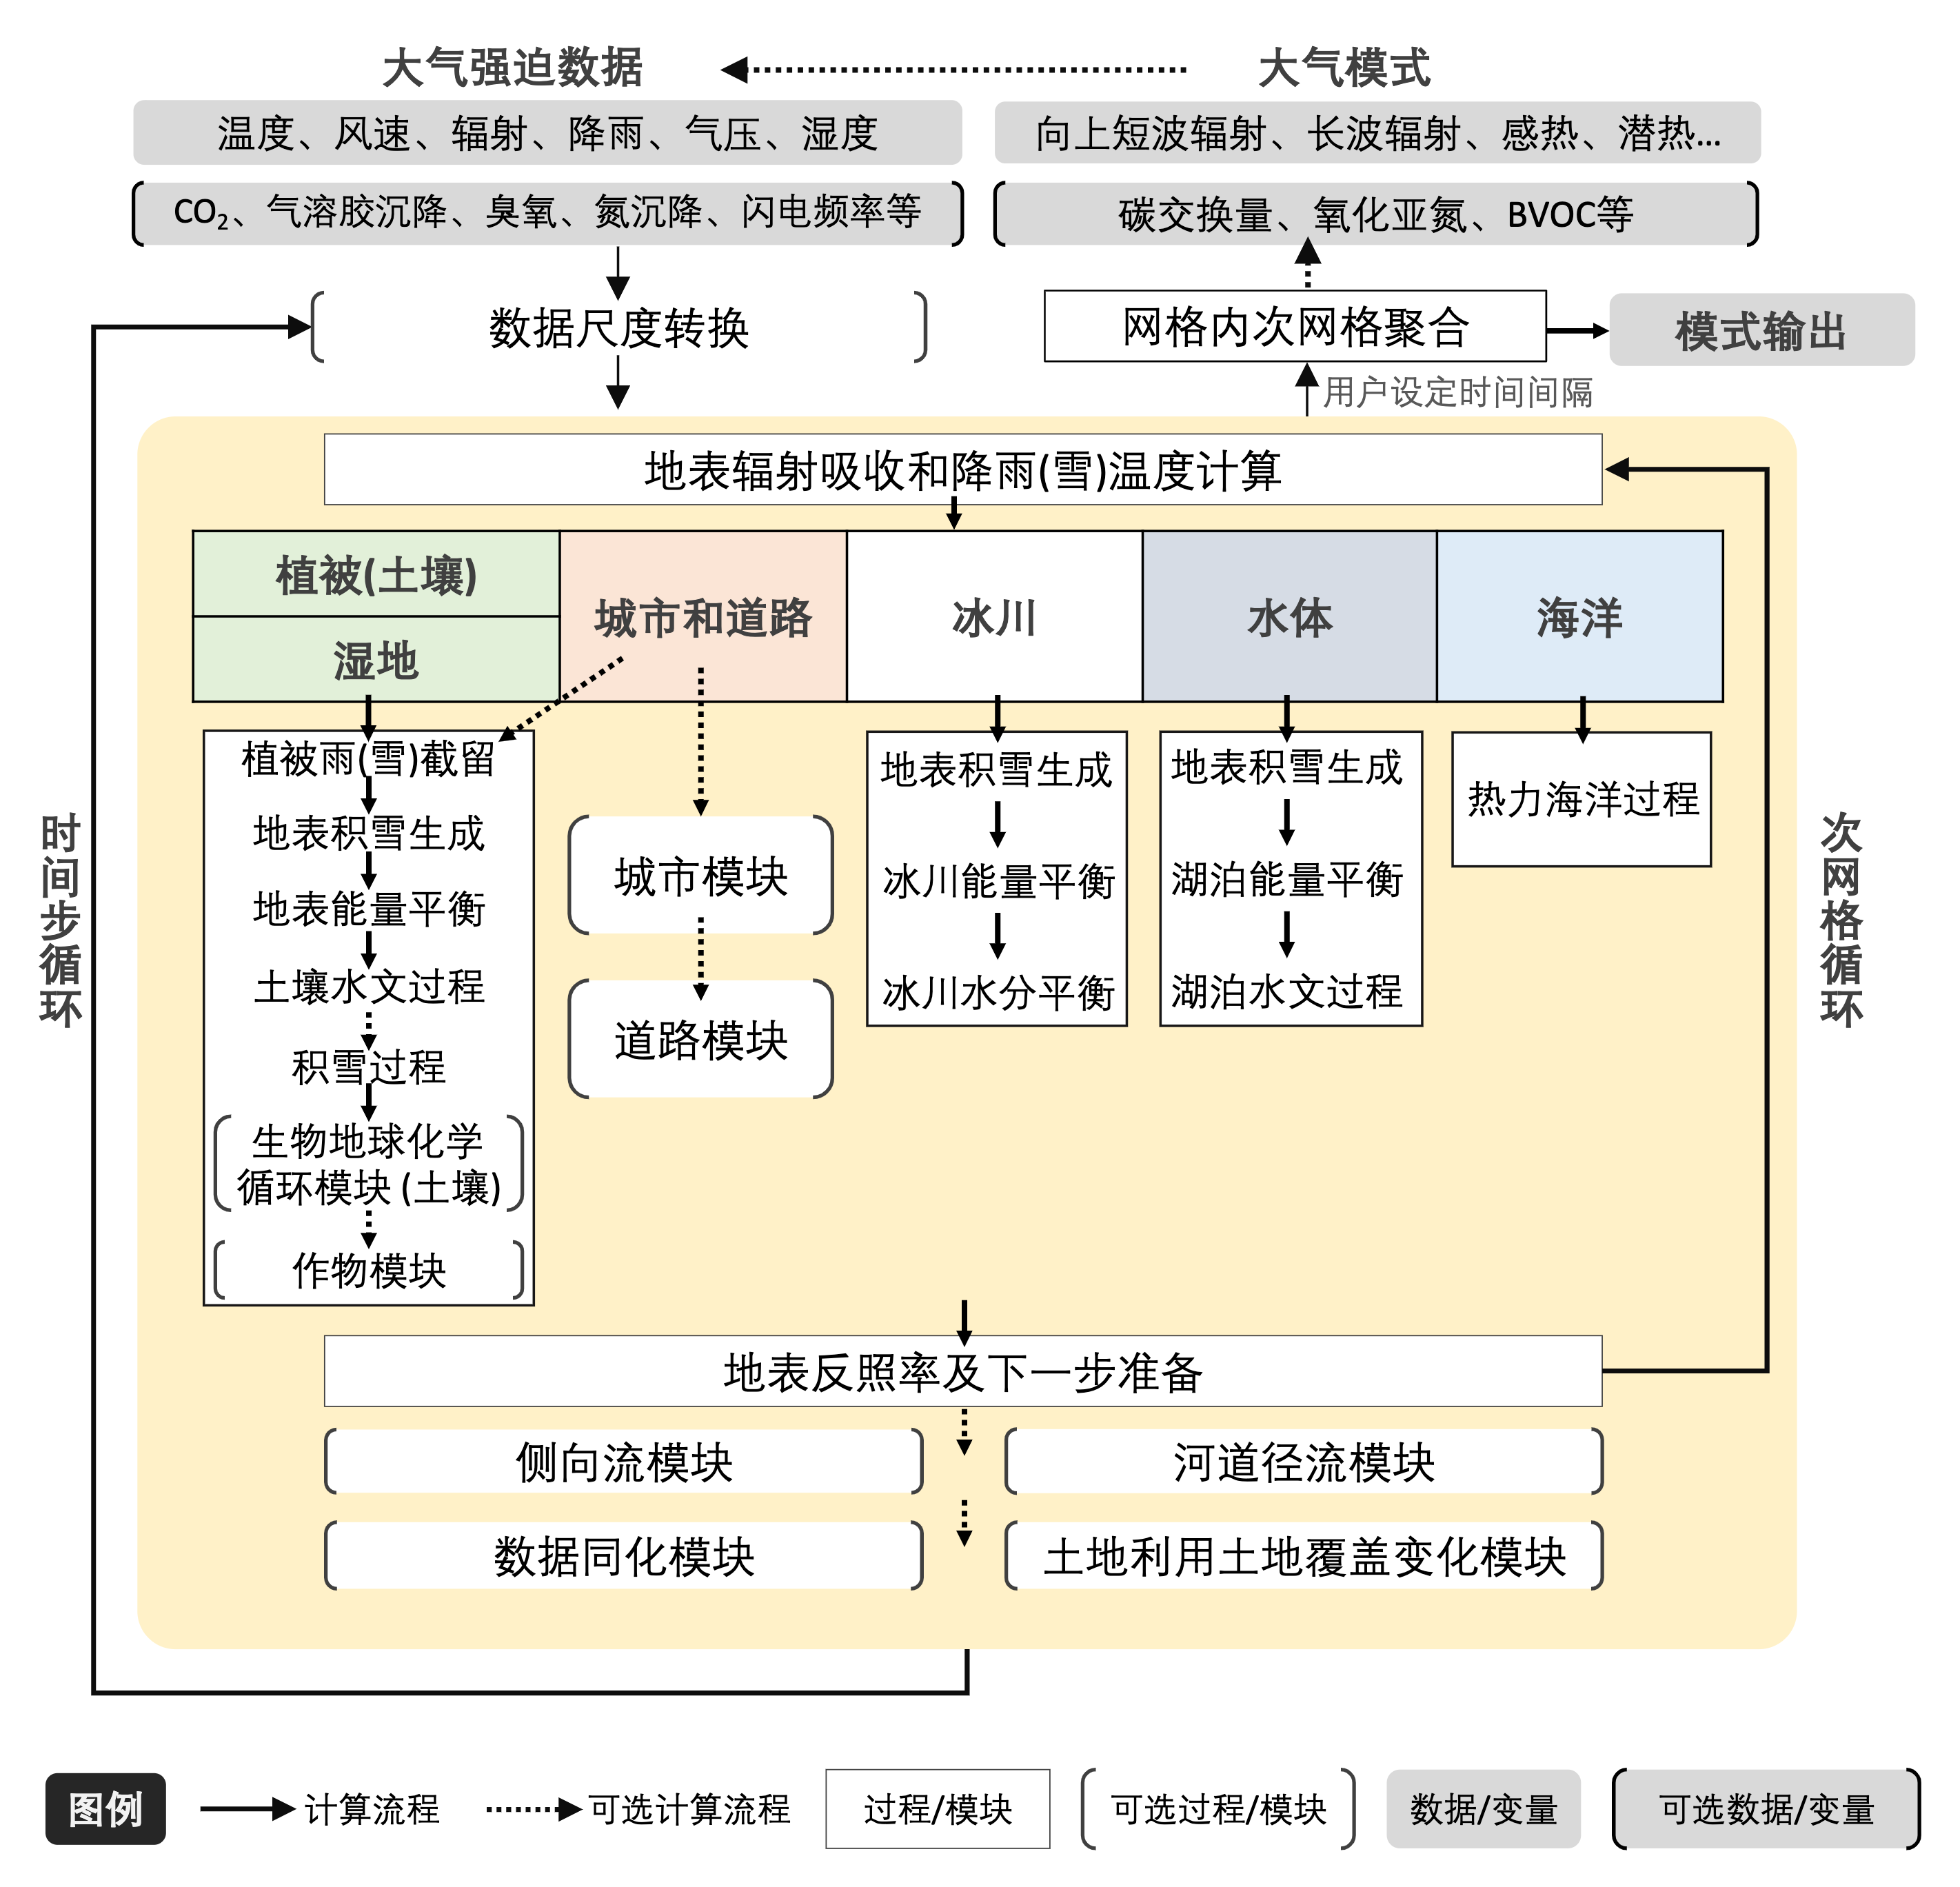 大气强迫数据
大气模式
温度、风速、辐射、降雨、气压、湿度
向上短波辐射、长波辐射、感热、潜热...
CO₂、气溶胶沉降、臭氧、氮沉降、闪电频率等
碳交换量、氧化亚氮、BVOC等
数据尺度转换
网格内次网格聚合
模式输出
用户设定时间间隔
地表辐射吸收和降雨(雪)温度计算
植被(土壤)
湿地
城市和道路
冰川
水体
海洋
植被雨(雪)截留
地表积雪生成
地表能量平衡
土壤水文过程
积雪过程
生物地球化学
循环模块 (土壤)
作物模块
城市模块
道路模块
地表积雪生成
冰川能量平衡
冰川水分平衡
地表积雪生成
湖泊能量平衡
湖泊水文过程
热力海洋过程
时间步循环
次网格循环
地表反照率及下一步准备
侧向流模块
河道径流模块
数据同化模块
土地利用土地覆盖变化模块
图例
计算流程
可选计算流程
过程/模块
可选过程/模块
数据/变量
可选数据/变量